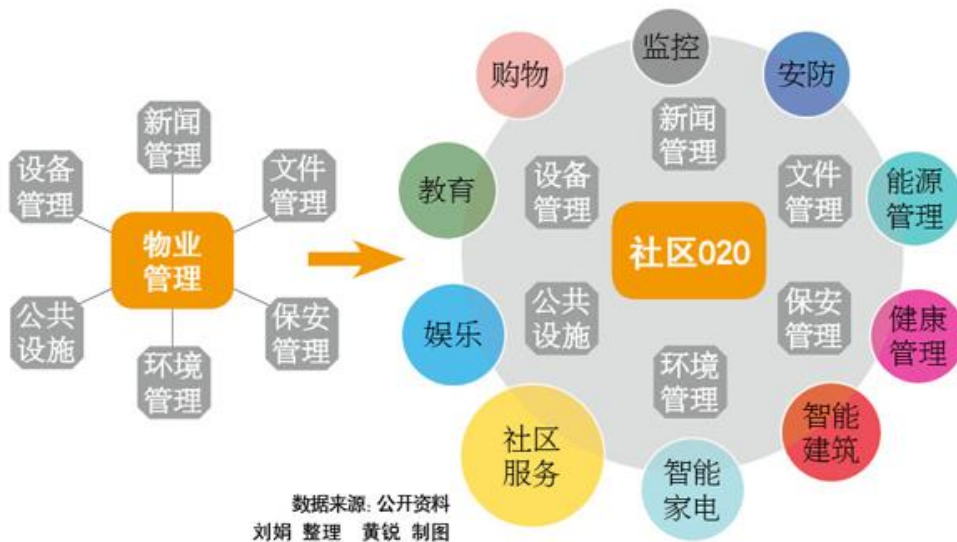 新闻
管理
设备
管理
文件
管理
物业
管理
公共
设施
保安
管理
环境
管理
购物
监控
安防
新闻
管理
教育
设备
管理
文件
管理
能源
管理
社区020
娱乐
公共
设施
保安
管理
健康
管理
环境
管理
社区
服务
智能
家电
智能
建筑
数据来源: 公开资料
刘娟 整理 黄锐 制图